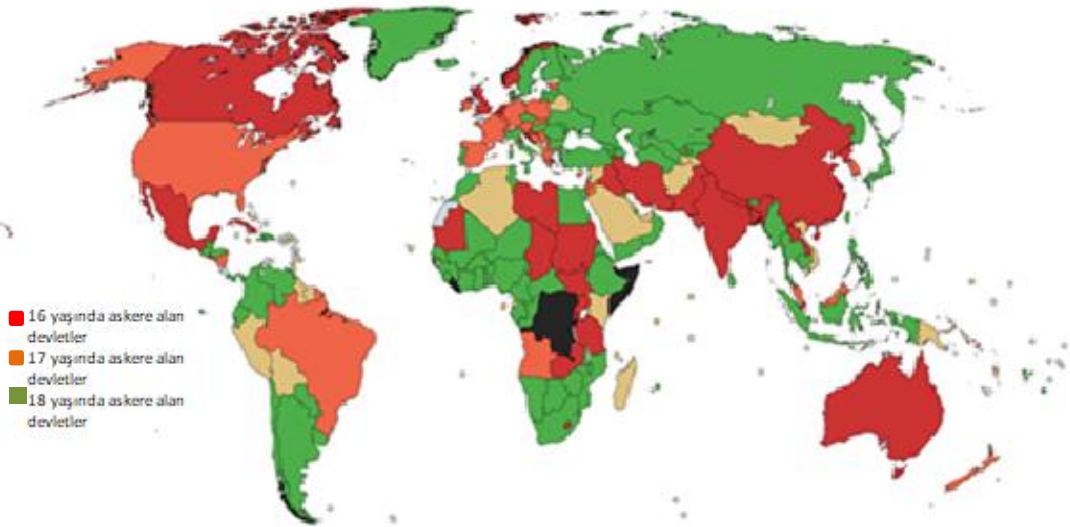 16 yaşında askere alan
devletler
17 yaşında askere alan
devletler
18 yaşında askere alan
devletler